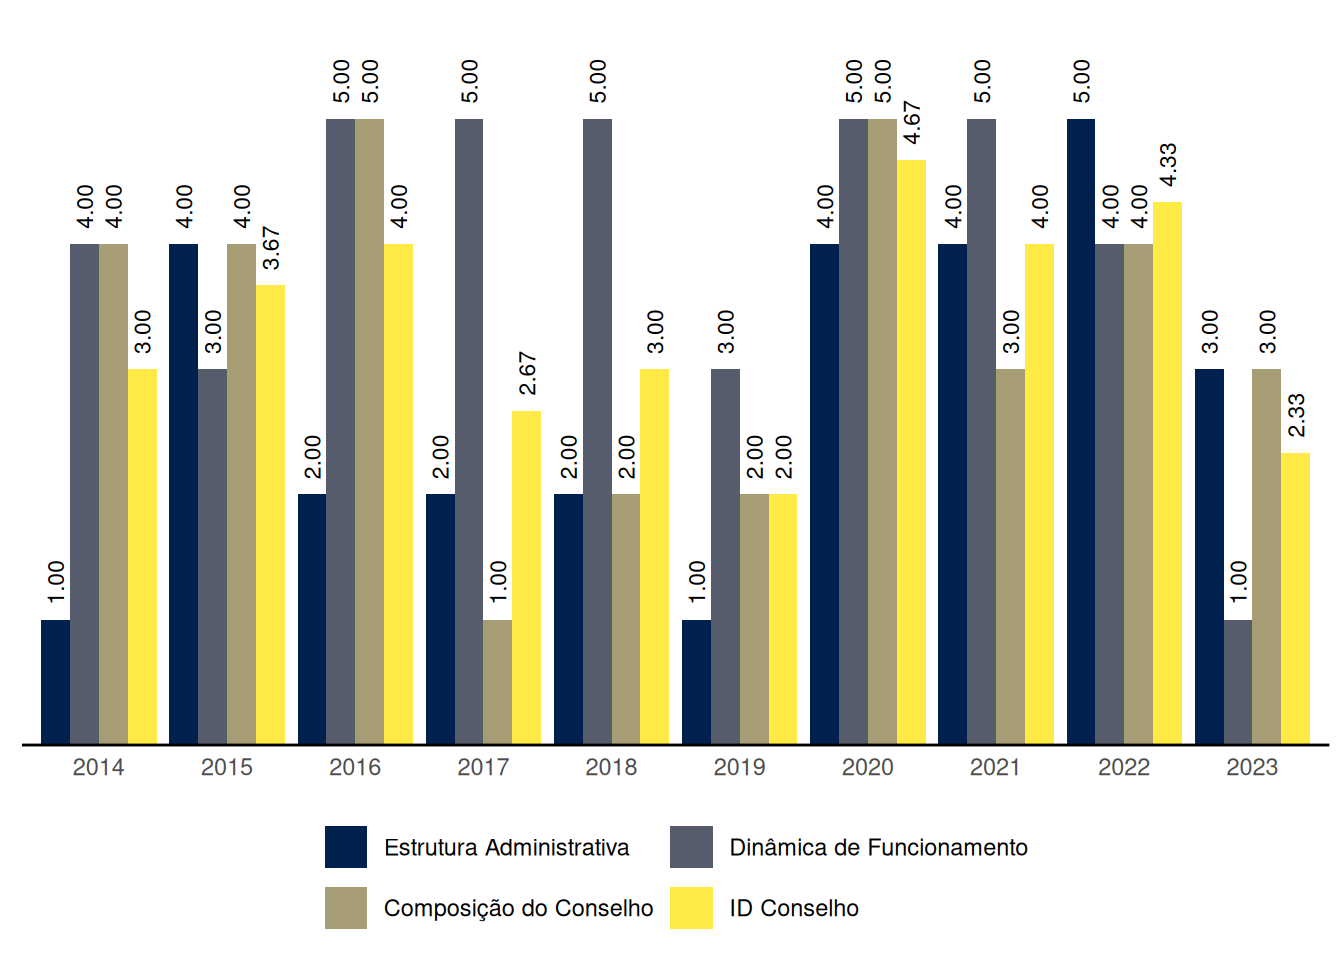 5.00 5.00 5.00 5.00 5.00 5.00 5.00 5.00
4.67
4.33
4.00 4.00 4.00 4.00 4.00 4.00 4.00 4.00 4.00 4.00
3.67
3.00 3.00 3.00 3.00 3.00 3.00 3.00
2.67
2.33
2.00 2.00 2.00 2.00 2.00 2.00
1.00 1.00 1.00 1.00
2014 2015 2016 2017 2018 2019 2020 2021 2022 2023
Estrutura Administrativa Dinâmica de Funcionamento
Composição do Conselho ID Conselho